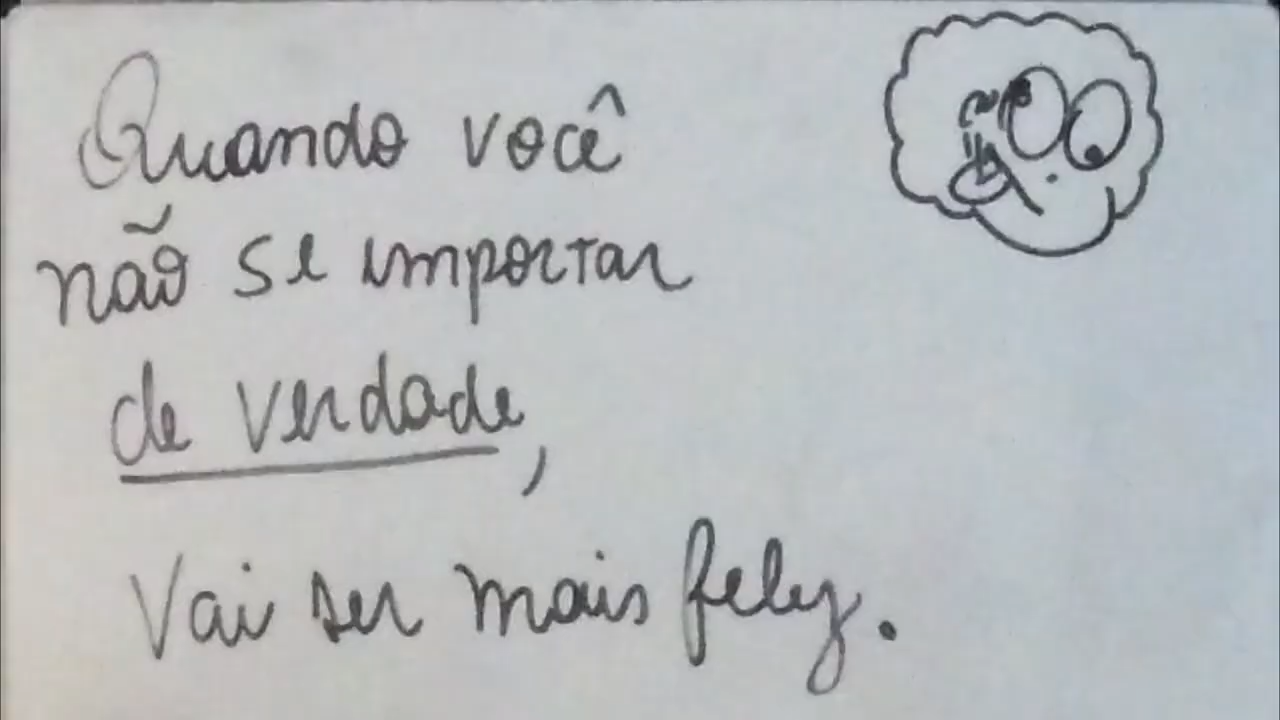 Quando você
não se importar
de verdade,
Vai ser mais feliz.